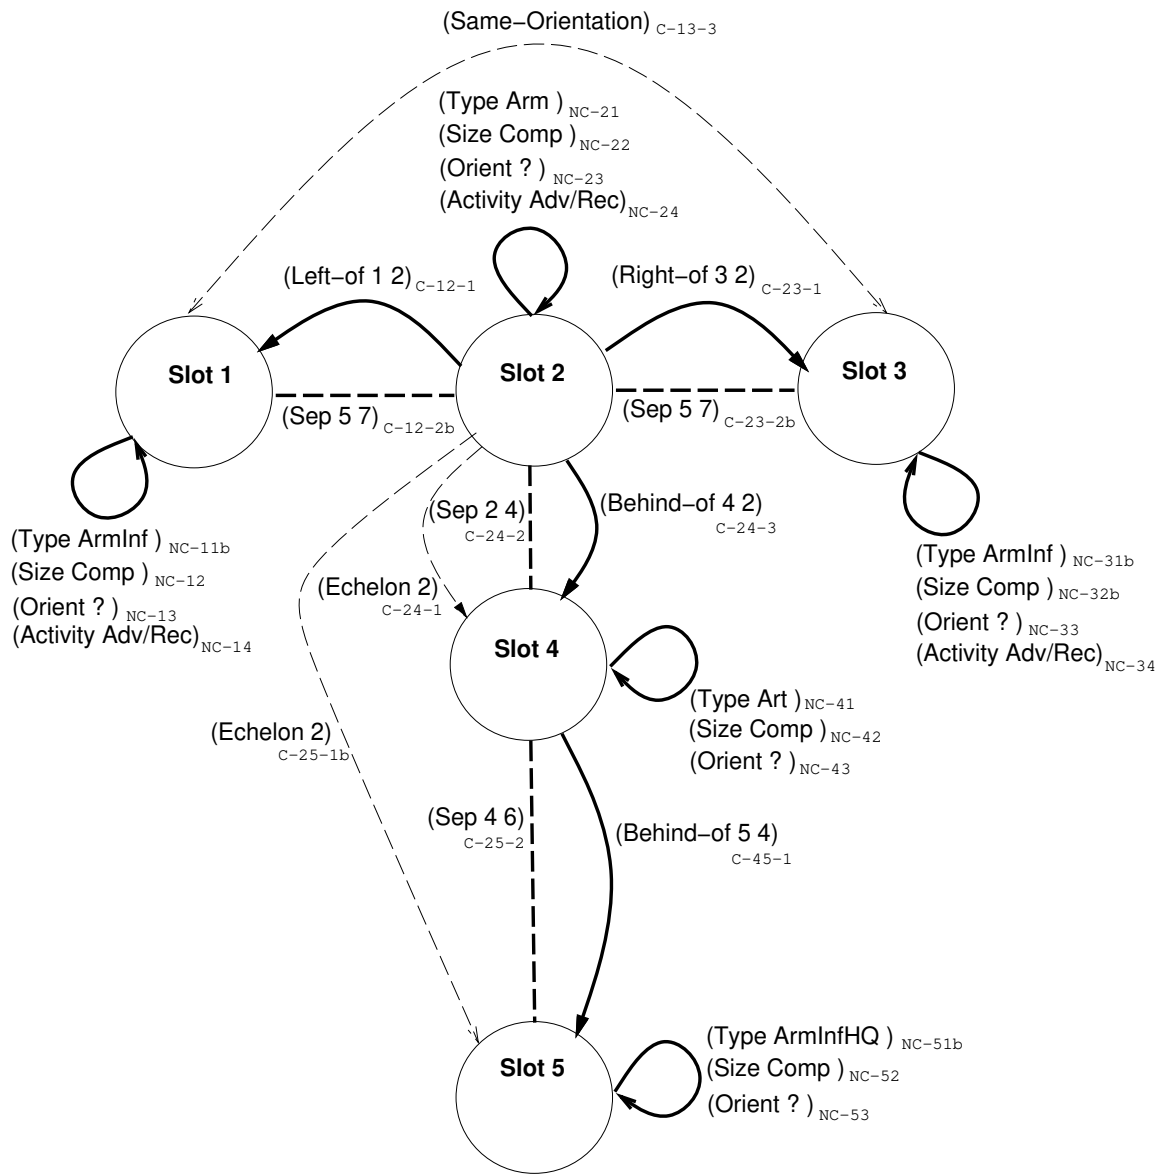 (Same−Orientation) C−13−3
(Type Arm ) NC−21
(Size Comp ) NC−22
(Orient ? ) NC−23
(Activity Adv/Rec) NC−24
(Left−of 1 2) C−12−1
(Right−of 3 2) C−23−1
Slot 1
Slot 2
Slot 3
(Sep 5 7) C−12−2b
(Sep 5 7) C−23−2b
(Type ArmInf ) NC−11b
(Size Comp ) NC−12
(Orient ? ) NC−13
(Activity Adv/Rec) NC−14
(Sep 2 4)
C−24−2
(Behind−of 4 2)
C−24−3
(Type ArmInf ) NC−31b
(Size Comp ) NC−32b
(Orient ? ) NC−33
(Activity Adv/Rec) NC−34
(Echelon 2)
C−24−1
Slot 4
(Type Art ) NC−41
(Size Comp ) NC−42
(Orient ? ) NC−43
(Echelon 2)
C−25−1b
(Sep 4 6)
C−25−2
(Behind−of 5 4)
C−45−1
Slot 5
(Type ArmInfHQ ) NC−51b
(Size Comp ) NC−52
(Orient ? ) NC−53